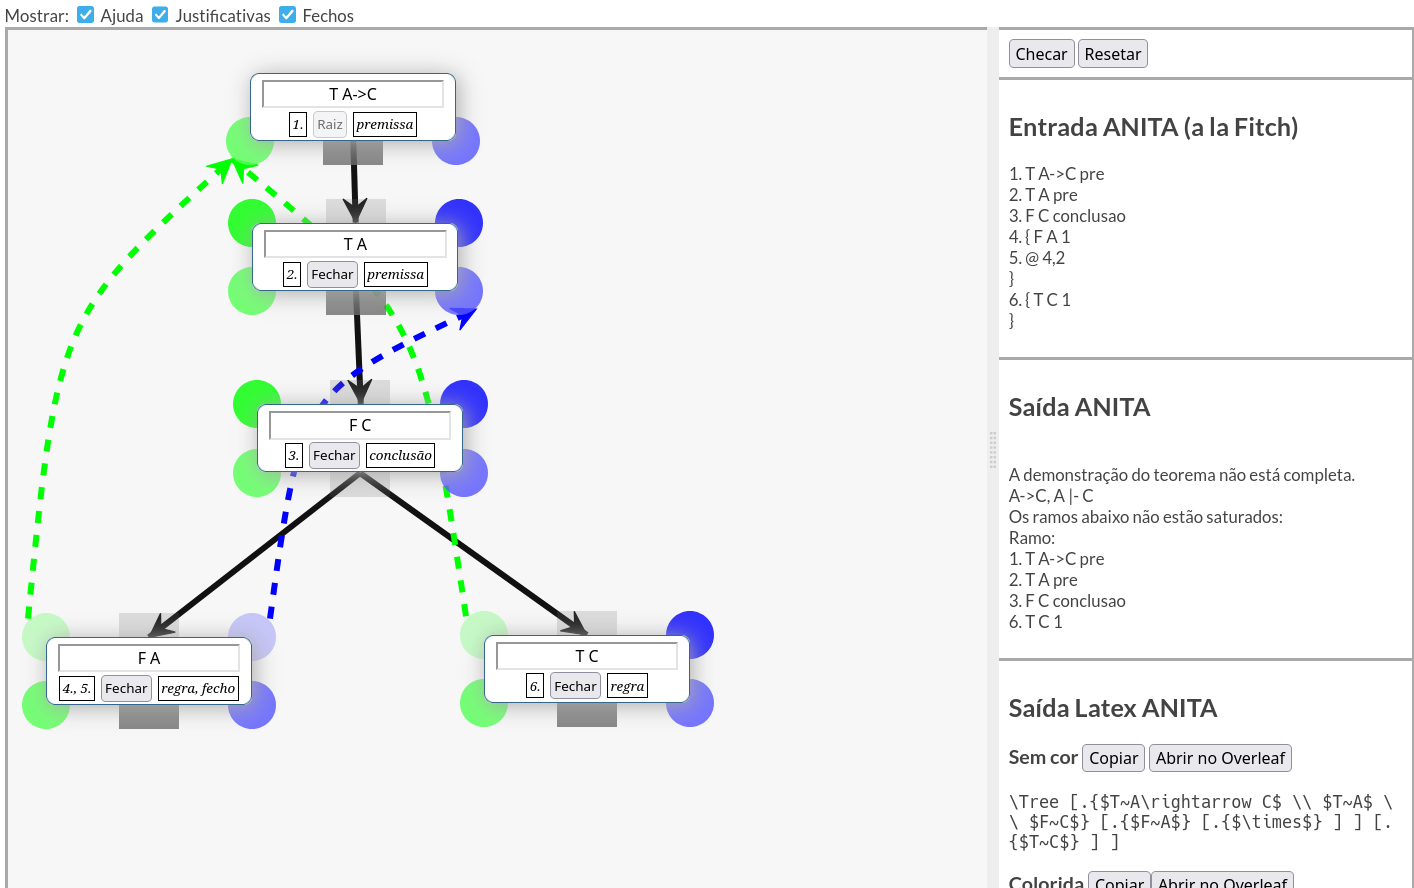 Mostrar: Ajuda Justificativas Fechos
T A->C
1. Raiz premissa
T A
2. Fechar premissa
F C
3. Fechar conclusão
F A
4., 5. Fechar regra, fecho
T C
6. Fechar regra
Checar Resetar
Entrada ANITA (a la Fitch)
1. T A->C pre
2. T A pre
3. F C conclusao
4. { F A 1
5. @ 4,2
}
6. { T C 1
}
Saída ANITA
A demonstração do teorema não está completa.
A->C, A |- C
Os ramos abaixo não estão saturados:
Ramo:
1. T A->C pre
2. T A pre
3. F C conclusao
6. T C 1
Saída Latex ANITA
Sem cor Copiar Abrir no Overleaf
\Tree [.{$T~A\rightarrow C$ \\ $T~A$ \
\ $F~C$} [.{$F~A$} [.{$\times$} ] ] [.
{$T~C$} ] ]
Colorida Copiar Abrir no Overleaf